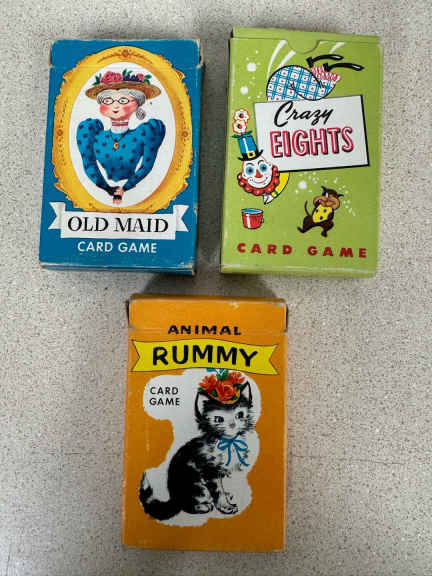 OLD MAID
CARD GAME
Crazy
EIGHTS
CARD GAME
ANIMAL
RUMMY
CARD
GAME